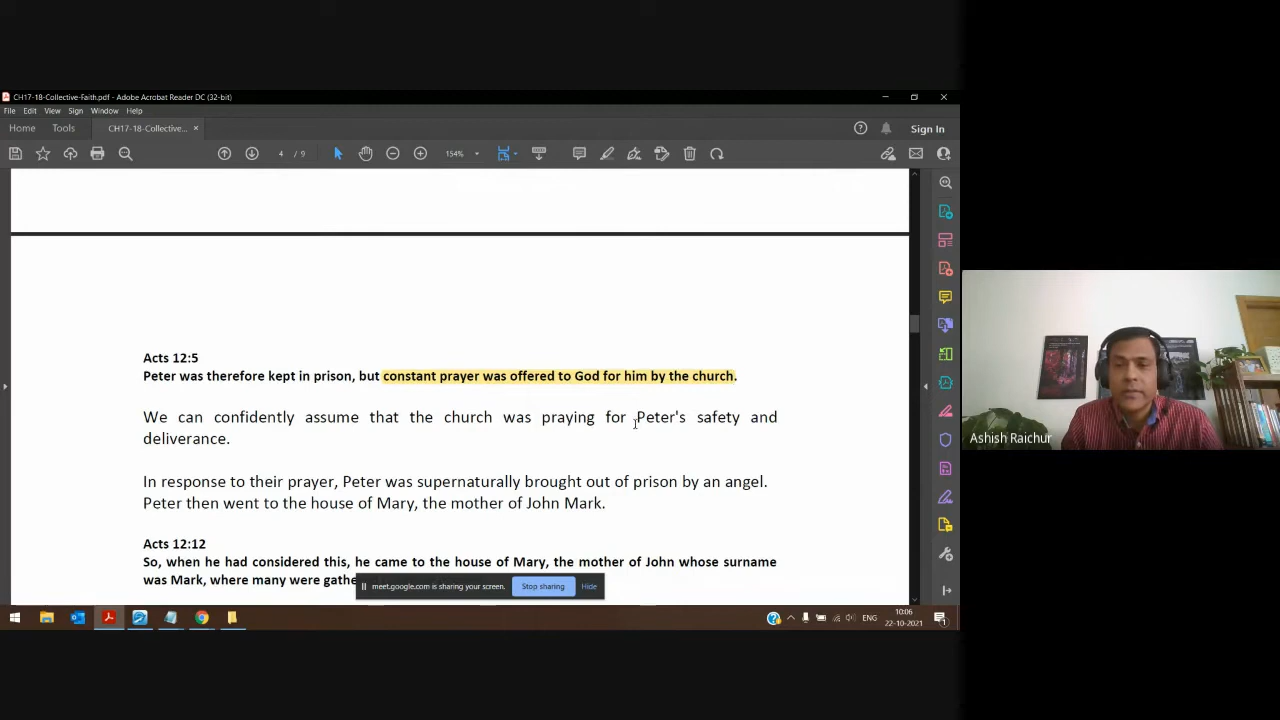 CH17-18-Collective-Faith.pdf - Adobe Acrobat Reader DC (32-bit)
File Edit View Sign Window Help
Home Tools CH17-18-Collective... × Sign In
4 / 9 154%
Acts 12:5
Peter was therefore kept in prison, but constant prayer was offered to God for him by the church.
We can confidently assume that the church was praying for Peter's safety and
deliverance.
In response to their prayer, Peter was supernaturally brought out of prison by an angel.
Peter then went to the house of Mary, the mother of John Mark.
Acts 12:12
So, when he had considered this, he came to the house of Mary, the mother of John whose surname
was Mark, where many were gathe
meet.google.com is sharing your screen. Stop sharing Hide
Ashish Raichur
ENG
10:06
22-10-2021